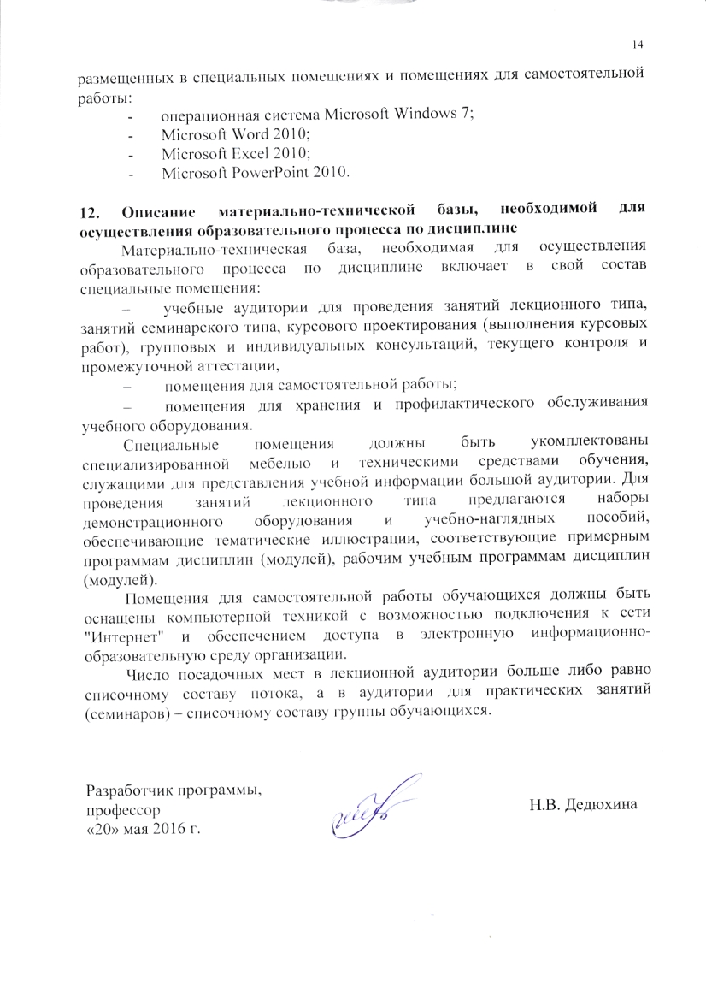 14
размещенных в специальных помещениях и помещениях для самостоятельной
работы:
- операционная система Microsoft Windows 7;
- Microsoft Word 2010;
- Microsoft Excel 2010;
- Microsoft PowerPoint 2010.
12. Описание материально-технической базы, необходимой для
осуществления образовательного процесса по дисциплине
Материально-техническая база, необходимая для осуществления
образовательного процесса по дисциплине включает в свой состав
специальные помещения:
– учебные аудитории для проведения занятий лекционного типа,
занятий семинарского типа, курсового проектирования (выполнения курсовых
работ), групповых и индивидуальных консультаций, текущего контроля и
промежуточной аттестации,
– помещения для самостоятельной работы;
– помещения для хранения и профилактического обслуживания
учебного оборудования.
Специальные помещения должны быть укомплектованы
специализированной мебелью и техническими средствами обучения,
служащими для представления учебной информации большой аудитории. Для
проведения занятий лекционного типа предлагаются наборы
демонстрационного оборудования и учебно-наглядных пособий,
обеспечивающие тематические иллюстрации, соответствующие примерным
программам дисциплин (модулей), рабочим учебным программам дисциплин
(модулей).
Помещения для самостоятельной работы обучающихся должны быть
оснащены компьютерной техникой с возможностью подключения к сети
"Интернет" и обеспечением доступа в электронную информационно-
образовательную среду организации.
Число посадочных мест в лекционной аудитории больше либо равно
списочному составу потока, а в аудитории для практических занятий
(семинаров) – списочному составу группы обучающихся.
Разработчик программы,
профессор
Н.В. Дедюхина
«20» мая 2016 г.